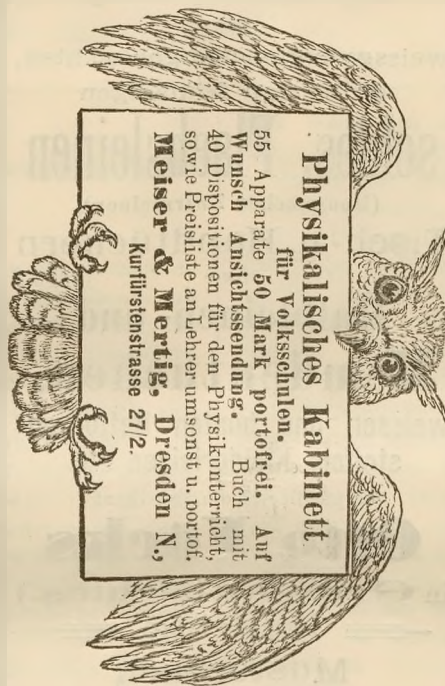 Physikalisches Kabinett
für Volksschulen.
55 Apparate 50 Mark portofrei. Auf
Wunsch Ansichtssendung. Buch mit
40 Dispositionen für den Physikunterricht,
sowie Preisliste an Lehrer umsonst u. portof.
Meiser & Mertig, Dresden N.,
Kurfürstenstrasse 27/2.